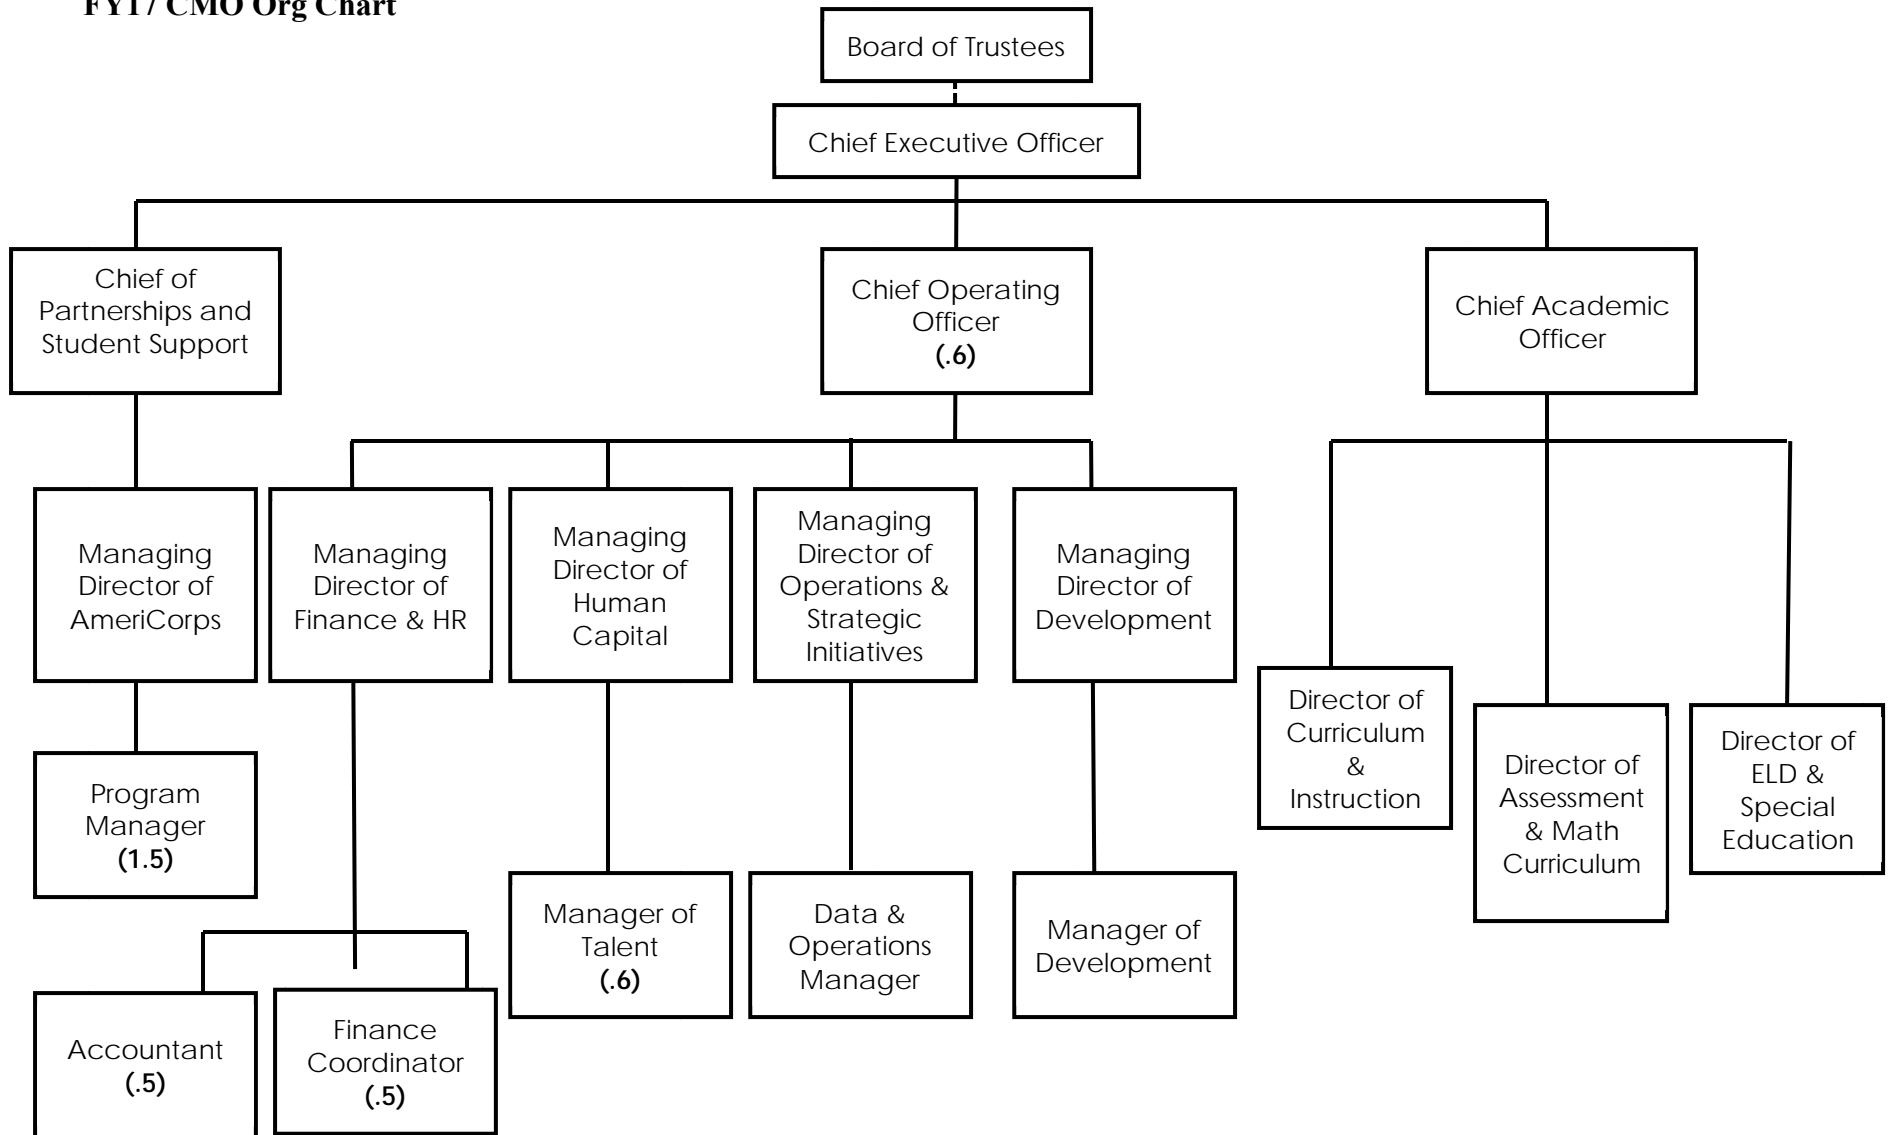 FY17 CMO Org Chart
Board of Trustees
Chief Executive Officer
Chief of
Partnerships and
Student Support
Chief Operating
Officer
(.6)
Chief Academic
Officer
Managing
Director of
AmeriCorps
Managing
Director of
Finance & HR
Managing
Director of
Human
Capital
Managing
Director of
Operations &
Strategic
Initiatives
Managing
Director of
Development
Director of
Curriculum
&
Instruction
Director of
Assessment
& Math
Curriculum
Director of
ELD &
Special
Education
Program
Manager
(1.5)
Manager of
Talent
(.6)
Data &
Operations
Manager
Manager of
Development
Accountant
(.5)
Finance
Coordinator
(.5)